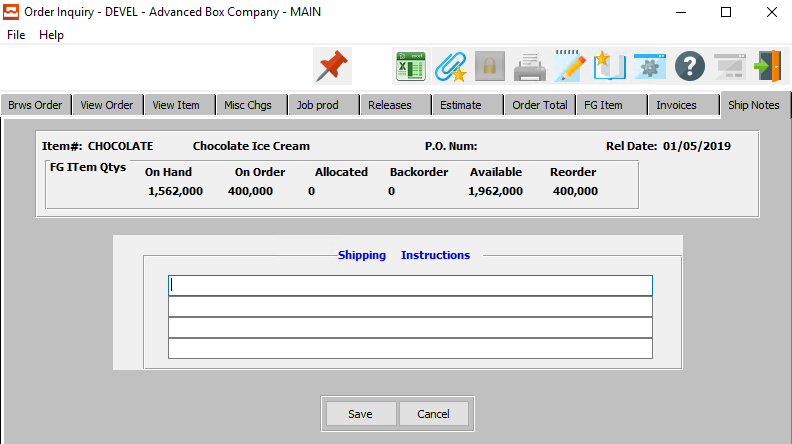 Order Inquiry - DEVEL - Advanced Box Company - MAIN
File Help
Brws Order View Order View Item Misc Chgs Job prod Releases Estimate Order Total FG Item Invoices Ship Notes
Item#: CHOCOLATE Chocolate Ice Cream P.O. Num: Rel Date: 01/05/2019
FG ITem Qtys On Hand On Order Allocated Backorder Available Reorder
1,562,000 400,000 0 0 1,962,000 400,000
Shipping Instructions
Save Cancel